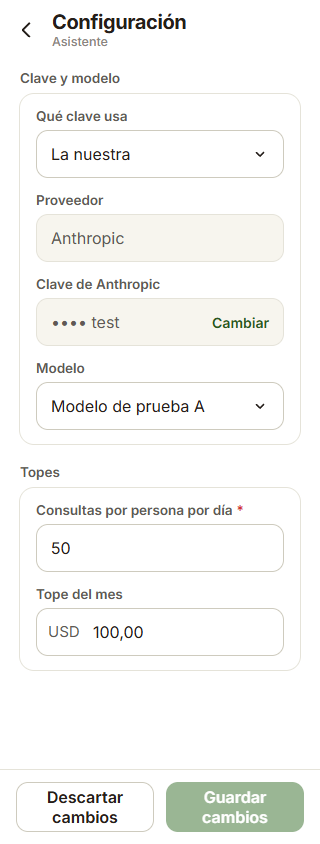 Configuración
Asistente
Clave y modelo
Qué clave usa
La nuestra
Proveedor
Anthropic
Clave de Anthropic
•••• test
Cambiar
Modelo
Modelo de prueba A
Topes
Consultas por persona por día *
50
Tope del mes
USD 100,00
Descartar
cambios
Guardar
cambios